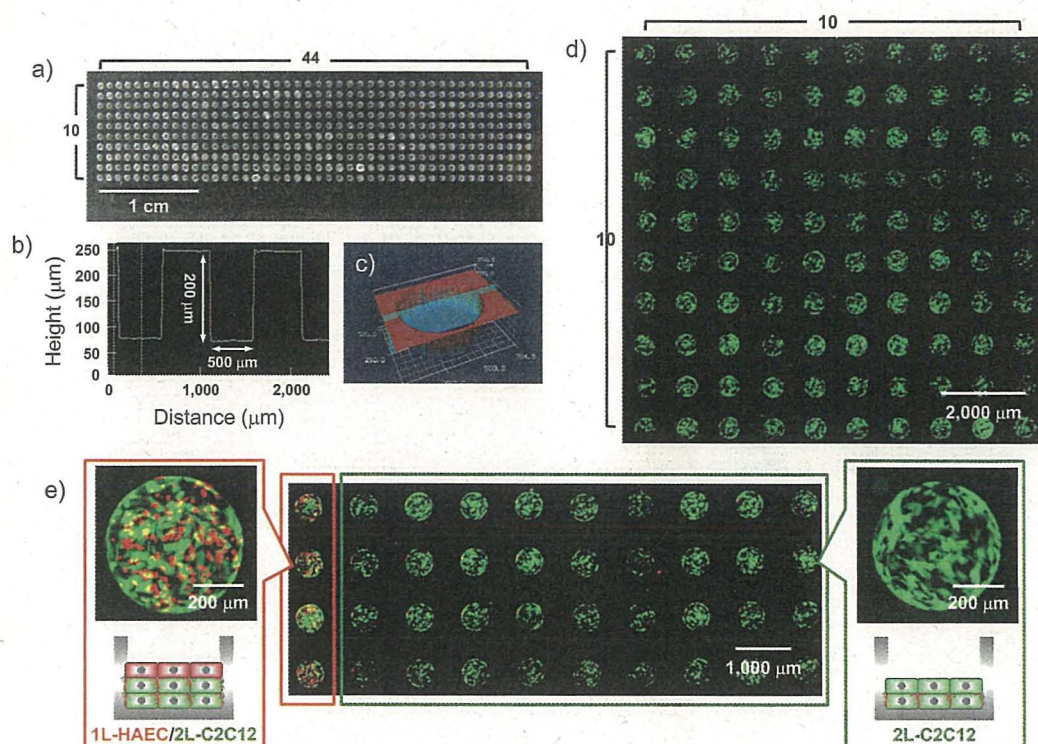 a)
44
10
1 cm
b)
Height (μm)
250
200
150
100
50
0
200 μm
500 μm
0
1,000
2,000
Distance (μm)
c)
d)
10
10
2,000 μm
e)
200 μm
1L-HAEC/2L-C2C12
1,000 μm
200 μm
2L-C2C12